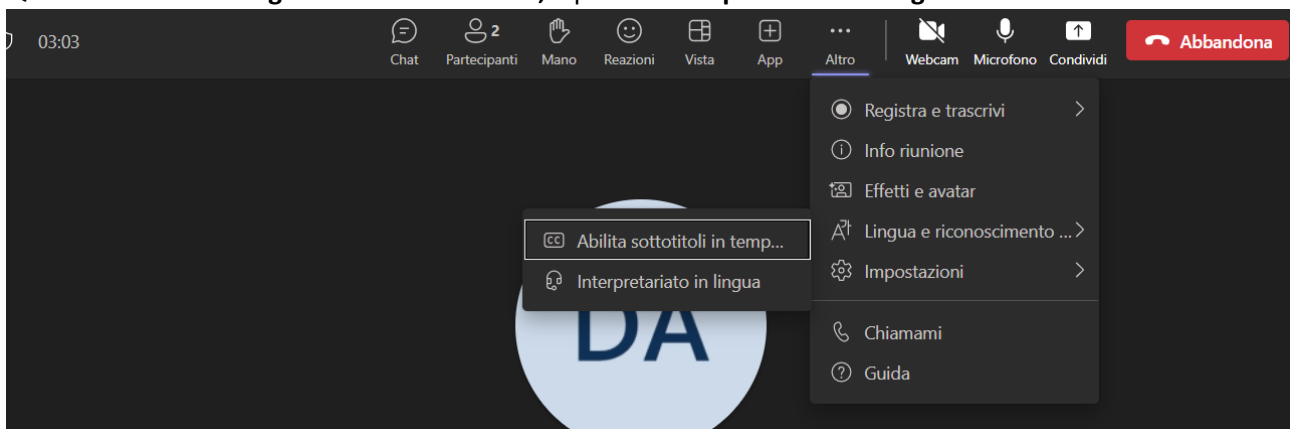 03:03
2
Chat Partecipanti Mano Reazioni Vista App Altro Webcam Microfono Condividi Abbandona
Registra e trascrivi
Info riunione
Effetti e avatar
Lingua e riconoscimento ...
Impostazioni
Chiamami
Guida
CC Abilita sottotitoli in temp...
Interpretariato in lingua
DA